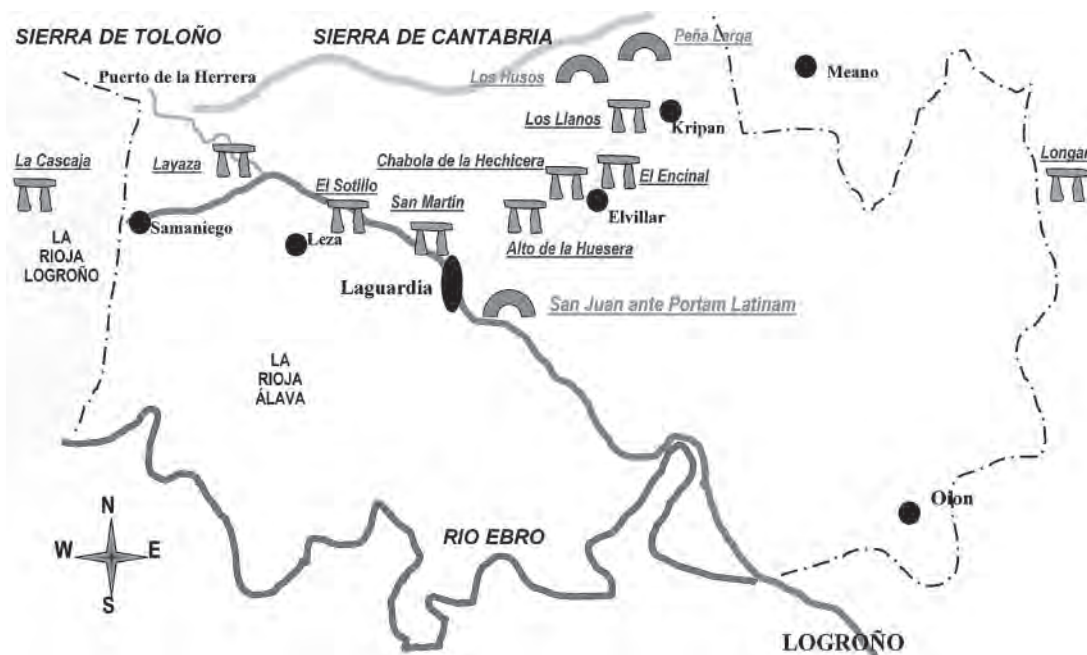 SIERRA DE TOLOÑO
SIERRA DE CANTABRIA
Peña Larga
Puerto de la Herrera
Los Husos
Meano
Los Llanos
Kripan
La Cascaja
Layaza
Chabola de la Hechicera
El Encinal
Longar
El Sotillo
San Martín
Elvillar
Samaniego
Leza
Alto de la Huesera
LA
RIOJA
LOGROÑO
Laguardia
San Juan ante Portam Latinam
LA
RIOJA
ÁLAVA
Oion
N
W
E
S
RIO EBRO
LOGROÑO